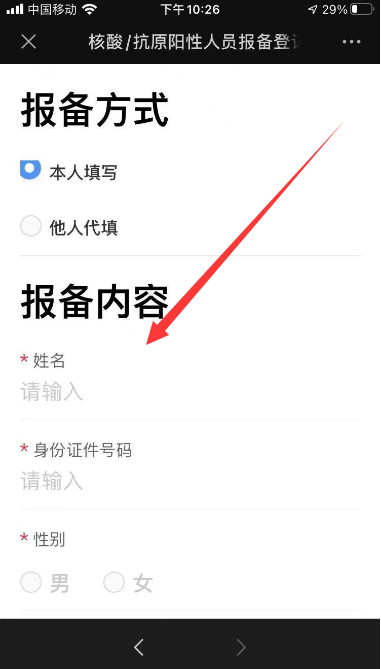 中国移动 下午10:26 29%
核酸/抗原阳性人员报备登
报备方式
本人填写
他人代填
报备内容
* 姓名
请输入
* 身份证件号码
请输入
* 性别
男 女